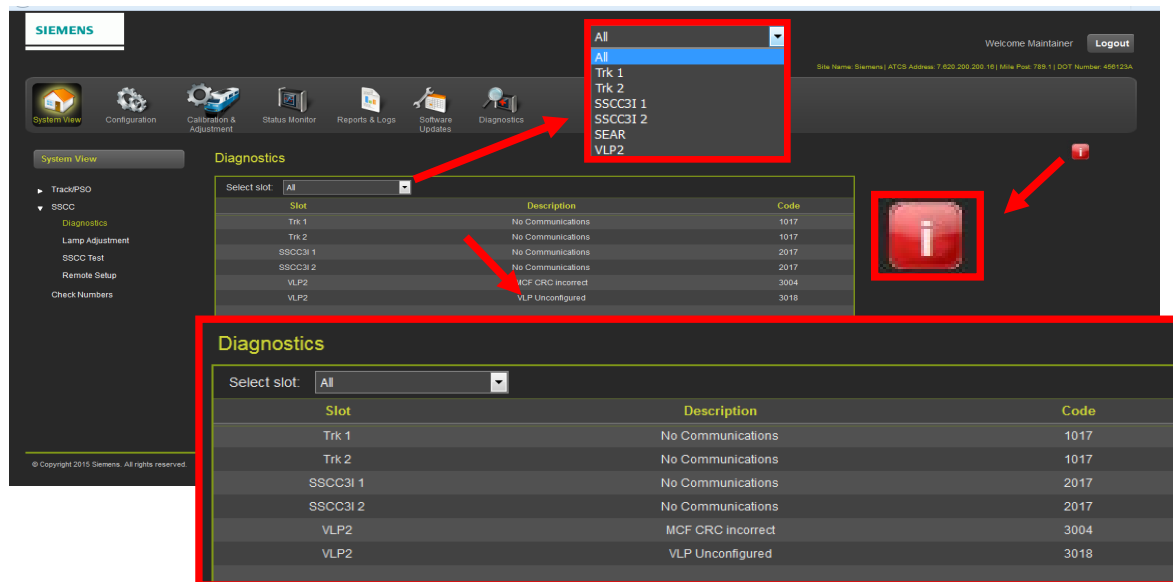 SIEMENS
Welcome Maintainer Logout
Site Name: Siemens | ATCS Address: 7.620.200.200.16 | Mile Post: 789.1 | DOT Number: 456123A
All
All
Trk 1
Trk 2
SSCC3I 1
SSCC3I 2
SEAR
VLP2
System View Configuration Calibration & Adjustment Status Monitor Reports & Logs Software Updates Diagnostics
System View
Track/PSO
SSCC
Diagnostics
Lamp Adjustment
SSCC Test
Remote Setup
Check Numbers
Diagnostics
Select slot: All
Slot Description Code
Trk 1 No Communications 1017
Trk 2 No Communications 1017
SSCC3I 1 No Communications 2017
SSCC3I 2 No Communications 2017
VLP2 MCF CRC incorrect 3004
VLP2 VLP Unconfigured 3018
i
i
Diagnostics
Select slot: All
Slot Description Code
Trk 1 No Communications 1017
Trk 2 No Communications 1017
SSCC3I 1 No Communications 2017
SSCC3I 2 No Communications 2017
VLP2 MCF CRC incorrect 3004
VLP2 VLP Unconfigured 3018
© Copyright 2015 Siemens. All rights reserved.